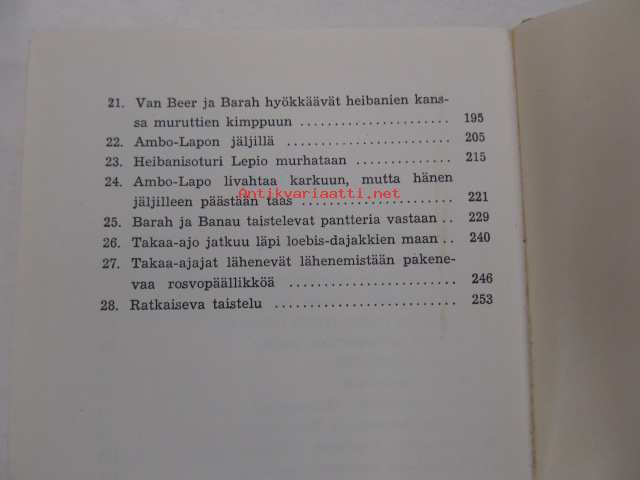 21. Van Beer ja Barah hyökkäävät heibanien kans-
sa muruttien kimppuun .................... 195
22. Ambo-Lapon jäljillä ...................... 205
23. Heibanisoturi Lepio murhataan ............... 215
24. Ambo-Lapo livahtaa karkuun, mutta hänen
Antikvariaatti.net
jäljilleen päästään taas ..................... 221
25. Barah ja Banau taistelevat pantteria vastaan .. 229
26. Takaa-ajo jatkuu läpi loebis-dajakkien maan .. 240
27. Takaa-ajajat lähenevät lähenemistään pakene-
vaa rosvopäällikköä ...................... 246
28. Ratkaiseva taistelu ........................ 253